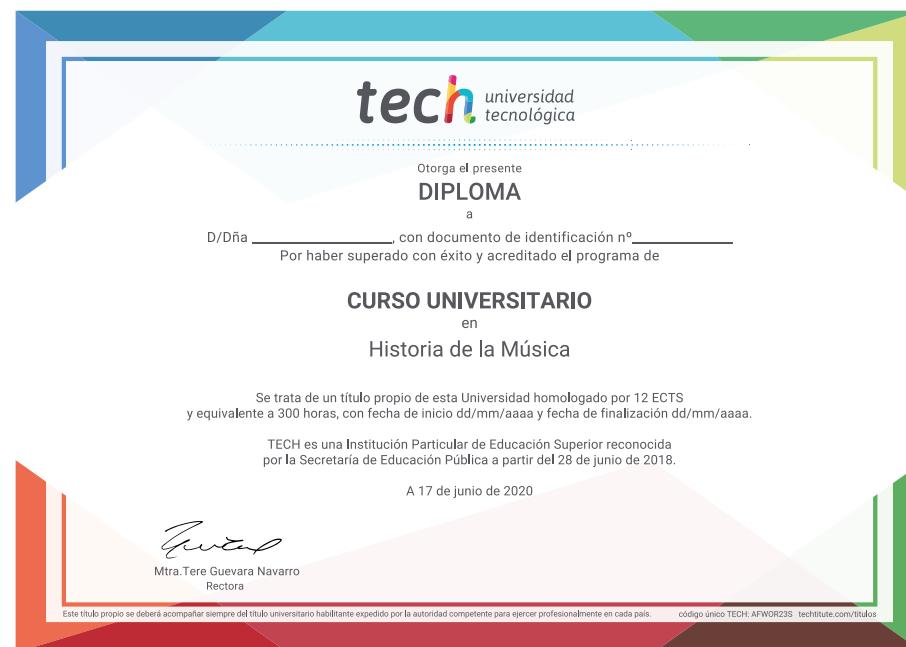 tech universidad
tecnológica
Otorga el presente
DIPLOMA
a
D/Dña ____________________, con documento de identificación nº______________
Por haber superado con éxito y acreditado el programa de
CURSO UNIVERSITARIO
en
Historia de la Música
Se trata de un título propio de esta Universidad homologado por 12 ECTS
y equivalente a 300 horas, con fecha de inicio dd/mm/aaaa y fecha de finalización dd/mm/aaaa.
TECH es una Institución Particular de Educación Superior reconocida
por la Secretaría de Educación Pública a partir del 28 de junio de 2018.
A 17 de junio de 2020
Mtra.Tere Guevara Navarro
Rectora
Este título propio se deberá acompañar siempre del título universitario habilitante expedido por la autoridad competente para ejercer profesionalmente en cada país. código único TECH: AFWOR23S techtitute.com/titulos